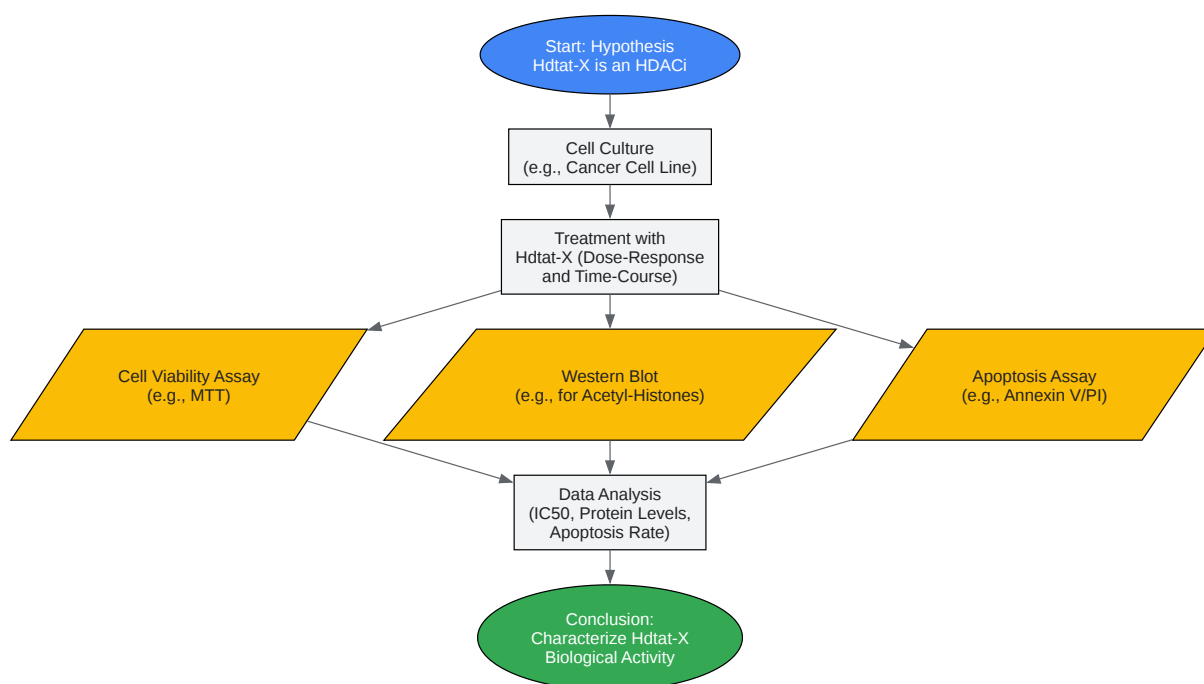 Start: Hypothesis
Hdtat-X is an HDACi
Cell Culture
(e.g., Cancer Cell Line)
Treatment with
Hdtat-X (Dose-Response
and Time-Course)
Cell Viability Assay
(e.g., MTT)
Western Blot
(e.g., for Acetyl-Histones)
Apoptosis Assay
(e.g., Annexin V/PI)
Data Analysis
(IC50, Protein Levels,
Apoptosis Rate)
Conclusion:
Characterize Hdtat-X
Biological Activity